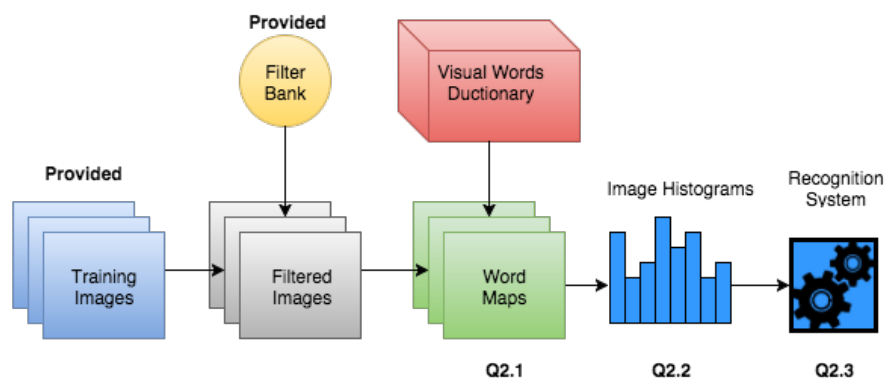 Provided
Filter
Bank
Visual Words
Ductionary
Provided
Training
Images
Filtered
Images
Word
Maps
Image Histograms
Recognition
System
Q2.1
Q2.2
Q2.3